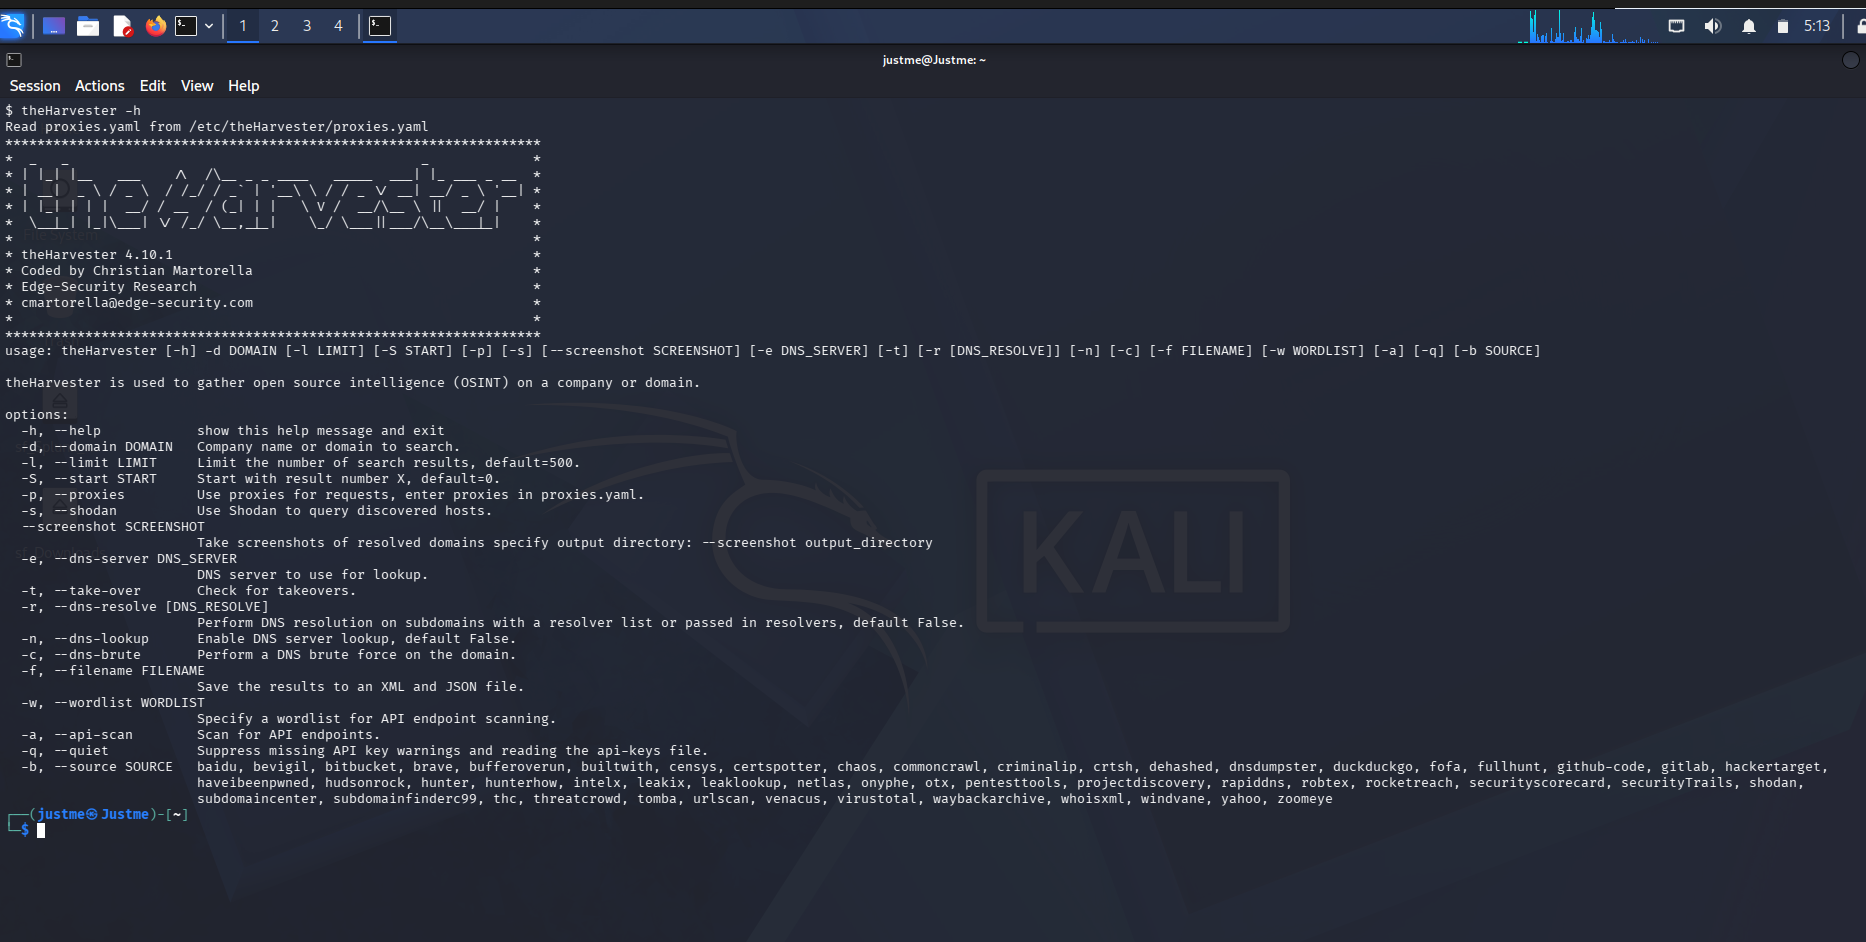 1 2 3 4 5:13
justme@Justme: ~
Session Actions Edit View Help
$ theHarvester -h
Read proxies.yaml from /etc/theHarvester/proxies.yaml
*******************************************************************
* theHarvester 4.10.1 *
* Coded by Christian Martorella *
* Edge-Security Research *
* cmartorella@edge-security.com *
* *
*******************************************************************
usage: theHarvester [-h] -d DOMAIN [-l LIMIT] [-S START] [-p] [-s] [--screenshot SCREENSHOT] [-e DNS_SERVER] [-t] [-r [DNS_RESOLVE]] [-n] [-c] [-f FILENAME] [-w WORDLIST] [-a] [-q] [-b SOURCE]
theHarvester is used to gather open source intelligence (OSINT) on a company or domain.
options:
-h, --help show this help message and exit
-d, --domain DOMAIN Company name or domain to search.
-l, --limit LIMIT Limit the number of search results, default=500.
-S, --start START Start with result number X, default=0.
-p, --proxies Use proxies for requests, enter proxies in proxies.yaml.
-s, --shodan Use Shodan to query discovered hosts.
--screenshot SCREENSHOT
Take screenshots of resolved domains specify output directory: --screenshot output_directory
-e, --dns-server DNS_SERVER
DNS server to use for lookup.
-t, --take-over Check for takeovers.
-r, --dns-resolve [DNS_RESOLVE]
Perform DNS resolution on subdomains with a resolver list or passed in resolvers, default False.
-n, --dns-lookup Enable DNS server lookup, default False.
-c, --dns-brute Perform a DNS brute force on the domain.
-f, --filename FILENAME
Save the results to an XML and JSON file.
-w, --wordlist WORDLIST
Specify a wordlist for API endpoint scanning.
-a, --api-scan Scan for API endpoints.
-q, --quiet Suppress missing API key warnings and reading the api-keys file.
-b, --source SOURCE baidu, bevigil, bitbucket, brave, bufferoverun, builtwith, censys, certspotter, chaos, commoncrawl, criminalip, crtsh, dehashed, dnsdumpster, duckduckgo, fofa, fullhunt, github-code, gitlab, hackertarget,
haveibeenpwned, hudsonrock, hunter, hunterhow, intelx, leakix, leaklookup, netlas, onyphe, otx, pentesttools, projectdiscovery, rapiddns, robtex, rocketreach, securityscorecard, securityTrails, shodan,
subdomaincenter, subdomainfinderc99, thc, threatcrowd, tomba, urlscan, venacus, virustotal, waybackarchive, whoisxml, windvane, yahoo, zoomeye
┌──(justme㉿Justme)-[~]
└─$
KALI